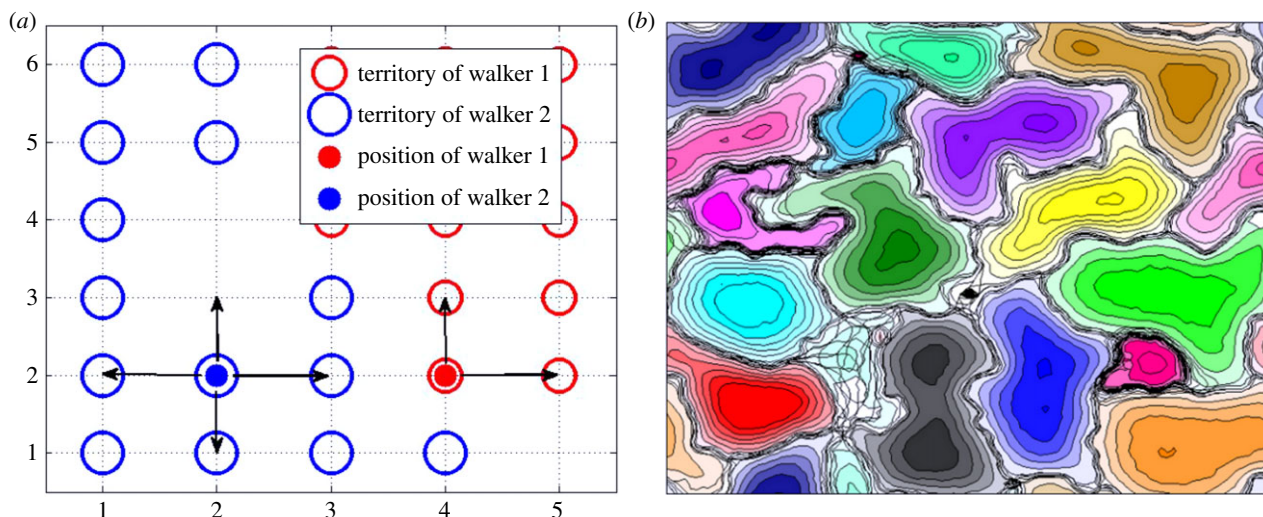 (a)
(b)
6
territory of walker 1
territory of walker 2
5
position of walker 1
position of walker 2
4
3
2
1
1 2 3 4 5